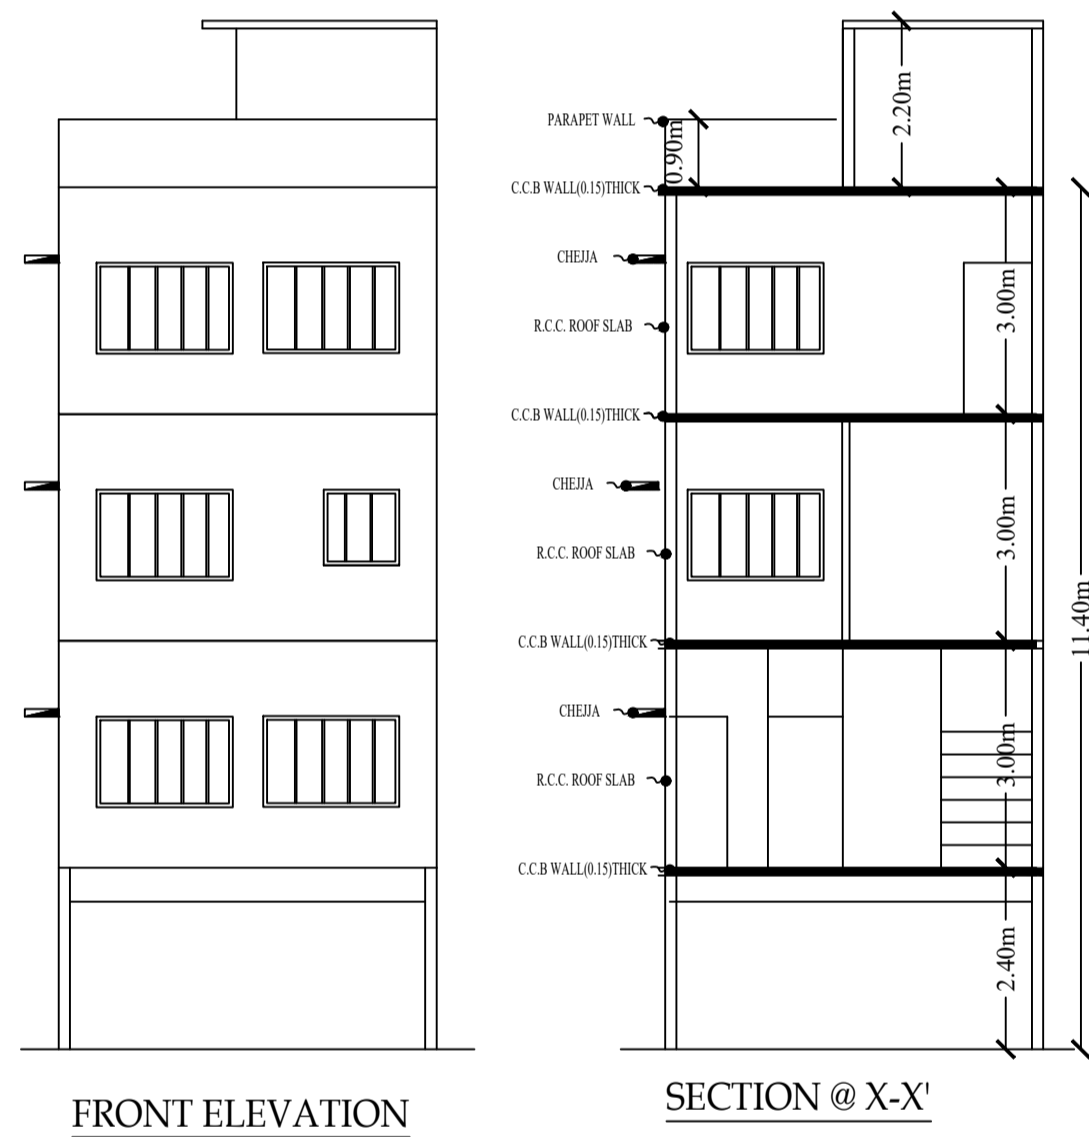 2.20m
PARAPET WALL
0.90m
C.C.B WALL(0.15)THICK
CHEJJA
3.00m
R.C.C. ROOF SLAB
C.C.B WALL(0.15)THICK
CHEJJA
3.00m
R.C.C. ROOF SLAB
11.40m
C.C.B WALL(0.15)THICK
CHEJJA
3.00m
R.C.C. ROOF SLAB
C.C.B WALL(0.15)THICK
2.40m
FRONT ELEVATION
SECTION @ X-X'